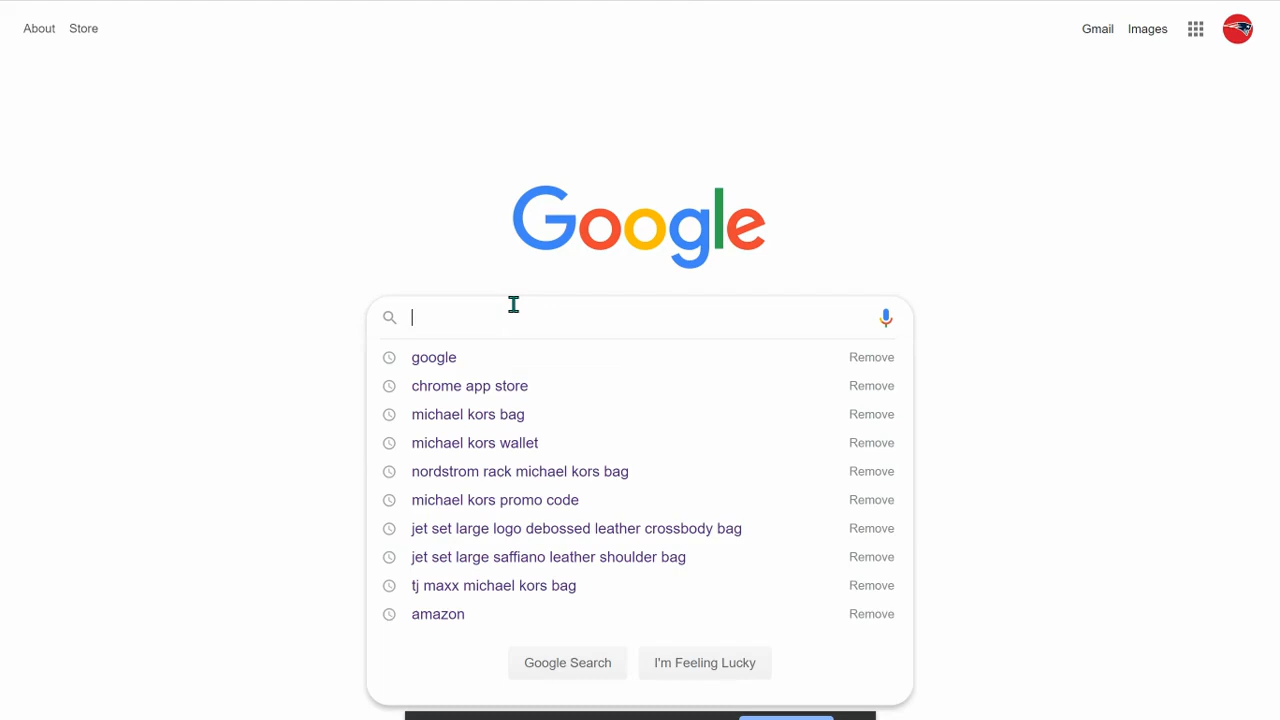 About Store
Gmail Images
Google
google Remove
chrome app store Remove
michael kors bag Remove
michael kors wallet Remove
nordstrom rack michael kors bag Remove
michael kors promo code Remove
jet set large logo debossed leather crossbody bag Remove
jet set large saffiano leather shoulder bag Remove
tj maxx michael kors bag Remove
amazon Remove
Google Search I'm Feeling Lucky